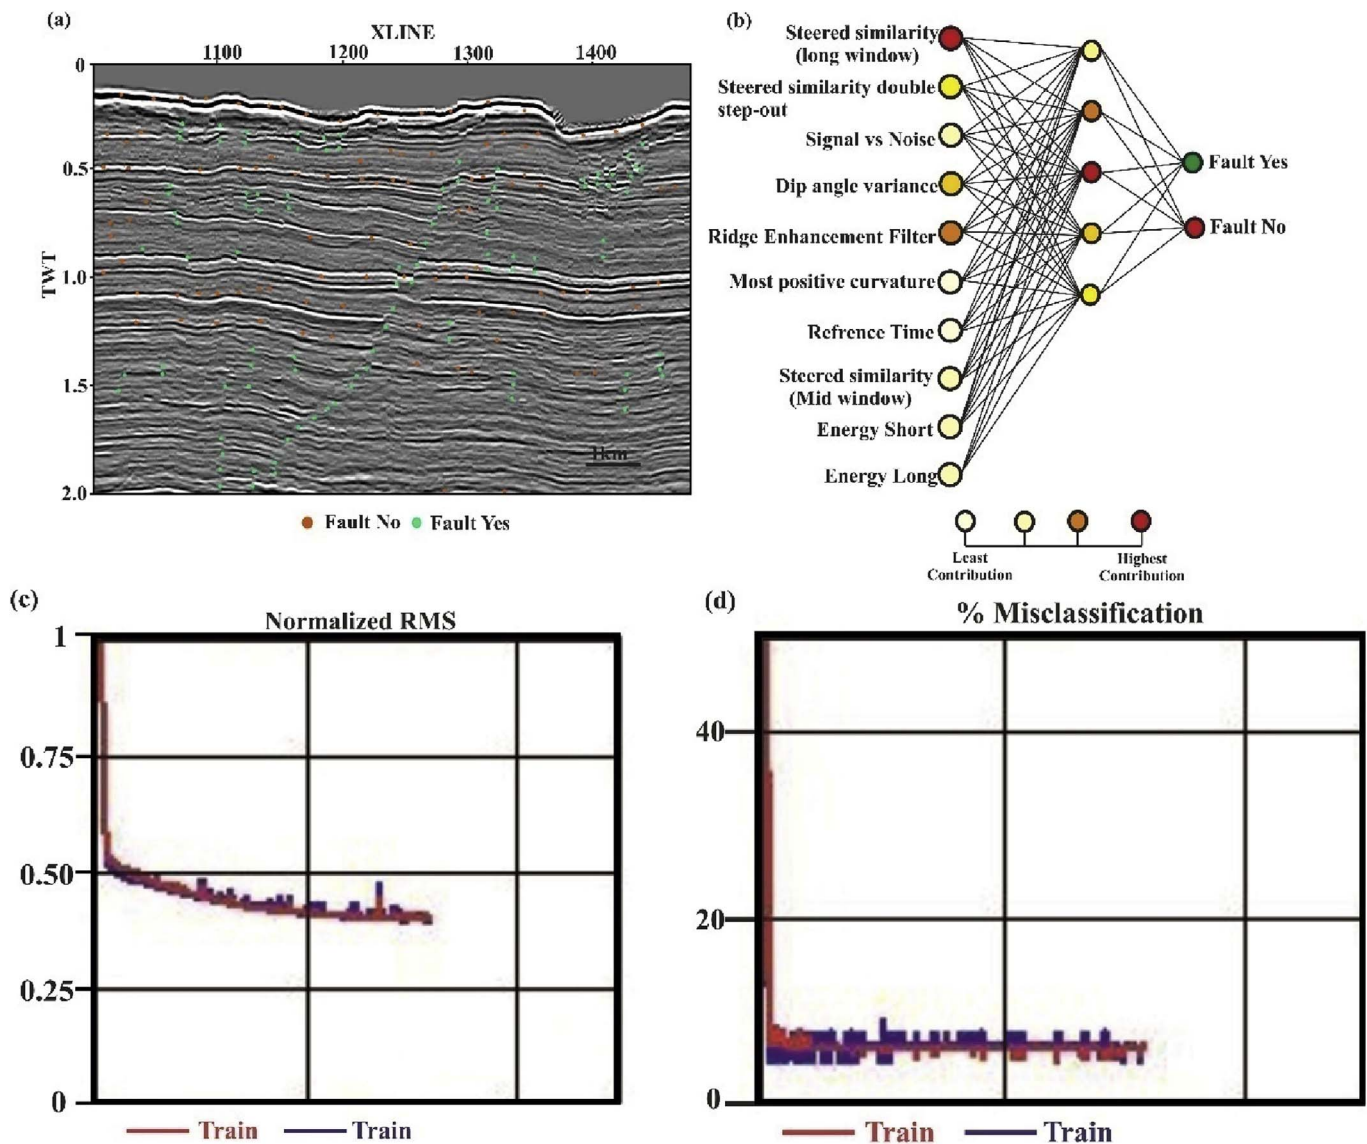 (a)
XLINE
1100 1200 1300 1400
0
0.5
TWT
1.0
1.5
1km
2.0
Fault No Fault Yes
(b)
Steered similarity
(long window)
Steered similarity double
step-out
Signal vs Noise
Dip angle variance
Ridge Enhancement Filter
Most positive curvature
Refrence Time
Steered similarity
(Mid window)
Energy Short
Energy Long
Fault Yes
Fault No
Least
Contribution
Highest
Contribution
(c)
Normalized RMS
1
0.75
0.50
0.25
0
Train Train
(d)
% Misclassification
40
20
0
Train Train